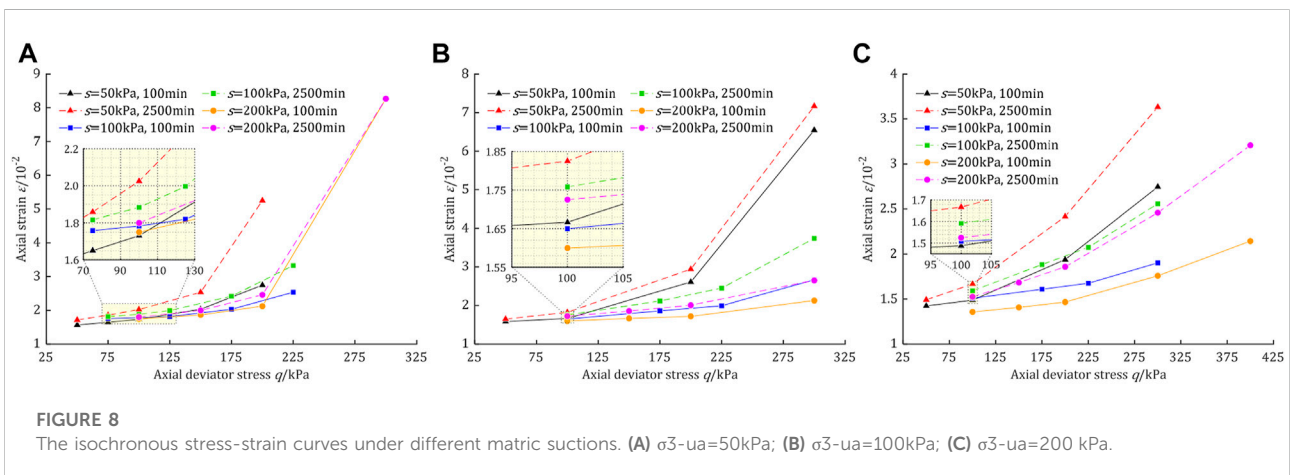 A
9
8
7
6
5
4
3
2
1
Axial strain ε/10⁻²
s=50kPa, 100min
s=50kPa, 2500min
s=100kPa, 100min
s=100kPa, 2500min
s=200kPa, 100min
s=200kPa, 2500min
2.2
2.0
1.8
1.6
70 90 110 130
25 75 125 175 225 275 325
Axial deviator stress q/kPa
B
8
7
6
5
4
3
2
1
Axial strain ε/10⁻²
s=50kPa, 100min
s=50kPa, 2500min
s=100kPa, 100min
s=100kPa, 2500min
s=200kPa, 100min
s=200kPa, 2500min
1.85
1.75
1.65
1.55
95 100 105
25 75 125 175 225 275 325
Axial deviator stress q/kPa
C
4
3.5
3
2.5
2
1.5
1
Axial strain ε/10⁻²
s=50kPa, 100min
s=50kPa, 2500min
s=100kPa, 100min
s=100kPa, 2500min
s=200kPa, 100min
s=200kPa, 2500min
1.7
1.6
1.5
95 100 105
25 75 125 175 225 275 325 375 425
Axial deviator stress q/kPa
FIGURE 8
The isochronous stress-strain curves under different matric suctions. (A) σ3-ua=50kPa; (B) σ3-ua=100kPa; (C) σ3-ua=200 kPa.